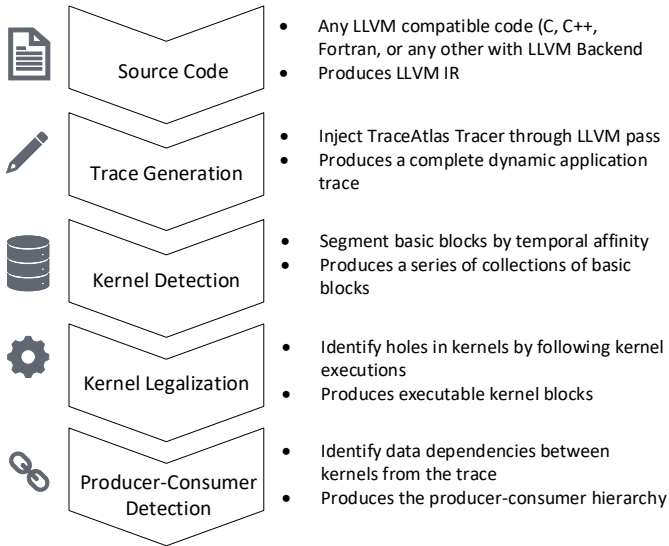 Source Code
• Any LLVM compatible code (C, C++,
Fortran, or any other with LLVM Backend
• Produces LLVM IR
Trace Generation
• Inject TraceAtlas Tracer through LLVM pass
• Produces a complete dynamic application
trace
Kernel Detection
• Segment basic blocks by temporal affinity
• Produces a series of collections of basic
blocks
Kernel Legalization
• Identify holes in kernels by following kernel
executions
• Produces executable kernel blocks
Producer-Consumer
Detection
• Identify data dependencies between
kernels from the trace
• Produces the producer-consumer hierarchy